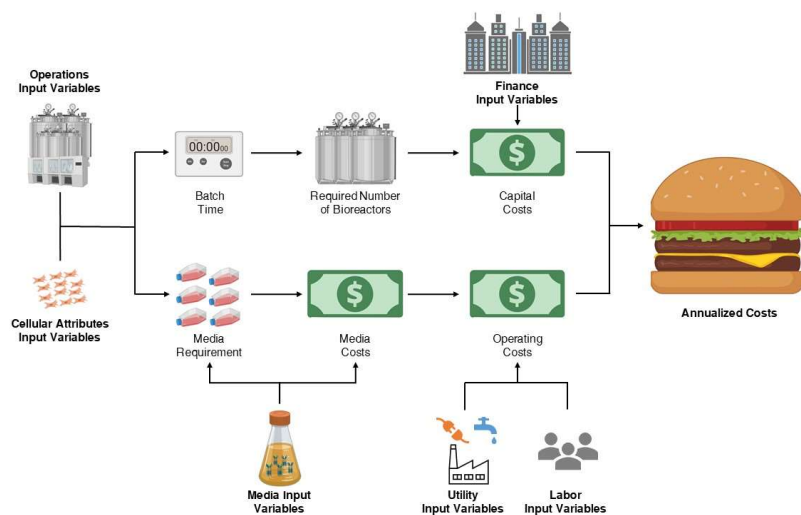 Operations
Input Variables
Finance
Input Variables
00:0000
Batch
Time
Required Number
of Bioreactors
$
Capital
Costs
Cellular Attributes
Input Variables
Media
Requirement
$
Media
Costs
$
Operating
Costs
Annualized Costs
Media Input
Variables
Utility
Input Variables
Labor
Input Variables